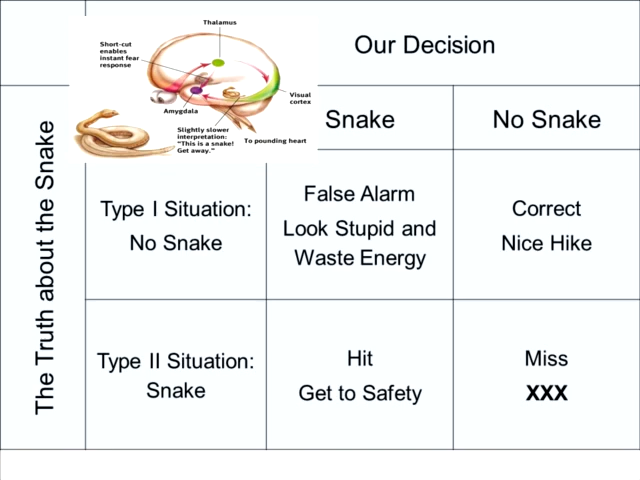 Thalamus
Short-cut
enables
instant fear
response
Amygdala
Visual
cortex
Slightly slower
interpretation:
"This is a snake!
Get away."
To pounding heart
Our Decision
Snake
No Snake
The Truth about the Snake
Type I Situation:
No Snake
False Alarm
Look Stupid and
Waste Energy
Correct
Nice Hike
Type II Situation:
Snake
Hit
Get to Safety
Miss
XXX